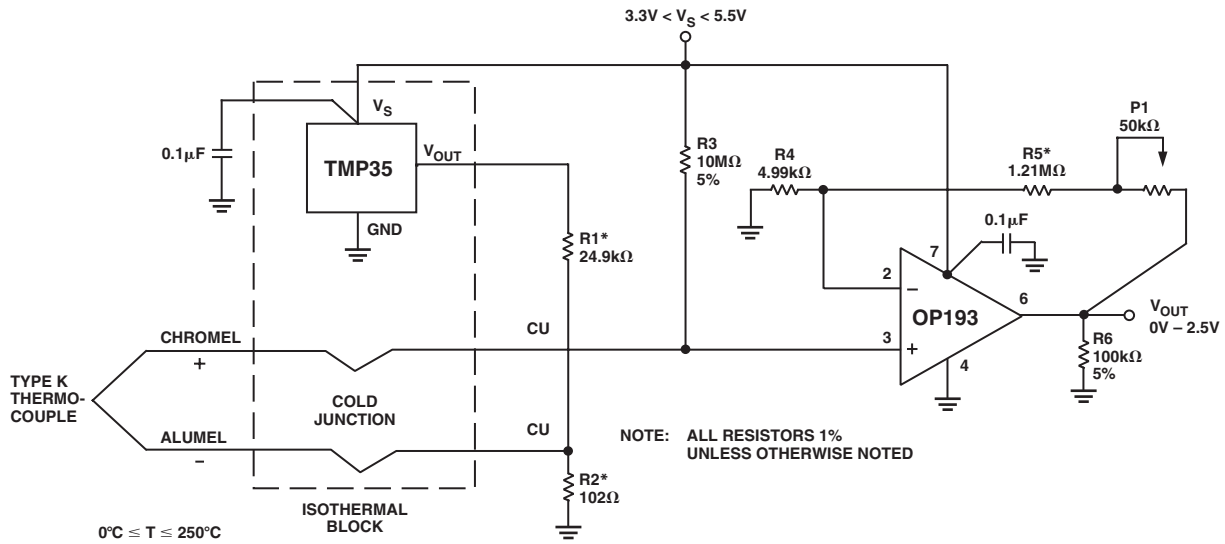 3.3V < VS < 5.5V
VS
0.1µF
TMP35
VOUT
GND
R1*
24.9kΩ
R3
10MΩ
5%
R4
4.99kΩ
R5*
1.21MΩ
P1
50kΩ
0.1µF
7
2
−
OP193
6
3
+
4
VOUT
0V – 2.5V
R6
100kΩ
5%
CHROMEL
+
CU
TYPE K
THERMO-
COUPLE
COLD
JUNCTION
ALUMEL
−
CU
NOTE: ALL RESISTORS 1%
UNLESS OTHERWISE NOTED
R2*
102Ω
ISOTHERMAL
BLOCK
0°C ≤ T ≤ 250°C